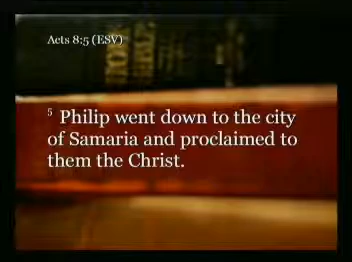 Acts 8:5 (ESV)
5 Philip went down to the city
of Samaria and proclaimed to
them the Christ.